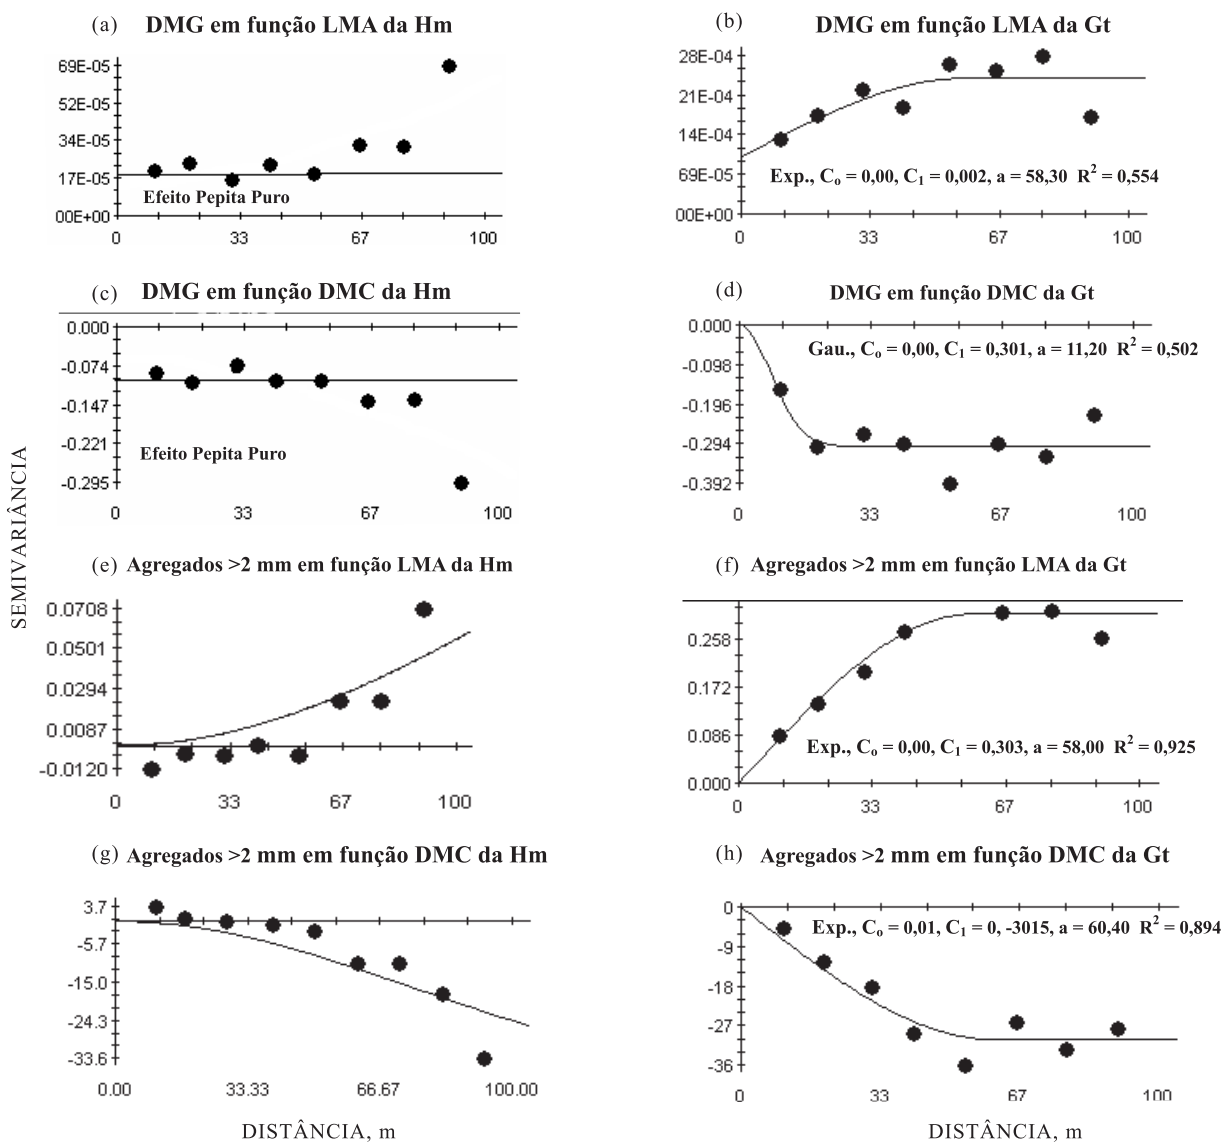 (a) DMG em função LMA da Hm
69E-05
52E-05
34E-05
17E-05
00E+00
Efeito Pepita Puro
0 33 67 100
(b) DMG em função LMA da Gt
28E-04
21E-04
14E-04
69E-05
00E+00
Exp., Co = 0,00, C1 = 0,002, a = 58,30 R2 = 0,554
0 33 67 100
(c) DMG em função DMC da Hm
0.000
-0.074
-0.147
-0.221
-0.295
Efeito Pepita Puro
0 33 67 100
(d) DMG em função DMC da Gt
0.000
-0.098
-0.196
-0.294
-0.392
Gau., Co = 0,00, C1 = 0,301, a = 11,20 R2 = 0,502
0 33 67 100
SEMIVARIÂNCIA
(e) Agregados >2 mm em função LMA da Hm
0.0708
0.0501
0.0294
0.0087
-0.0120
0 33 67 100
(f) Agregados >2 mm em função LMA da Gt
0.258
0.172
0.086
0.000
Exp., Co = 0,00, C1 = 0,303, a = 58,00 R2 = 0,925
0 33 67 100
(g) Agregados >2 mm em função DMC da Hm
3.7
-5.7
-15.0
-24.3
-33.6
0.00 33.33 66.67 100.00
(h) Agregados >2 mm em função DMC da Gt
0
-9
-18
-27
-36
Exp., Co = 0,01, C1 = 0, -3015, a = 60,40 R2 = 0,894
0 33 67 100
DISTÂNCIA, m
DISTÂNCIA, m